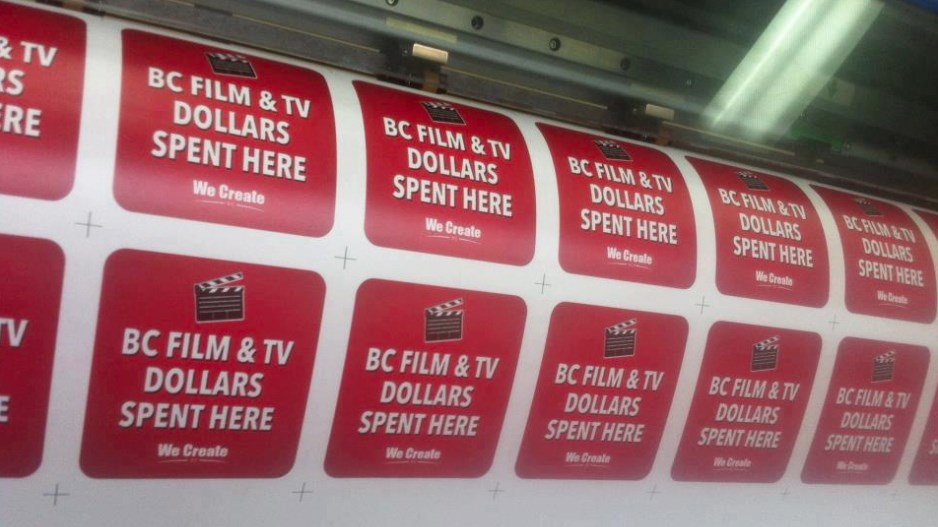 & TV
RS
ERE
BC FILM & TV
DOLLARS
SPENT HERE
We Create
BC FILM & TV
DOLLARS
SPENT HERE
We Create
BC FILM & TV
DOLLARS
SPENT HERE
We Create
BC FILM & TV
DOLLARS
SPENT HERE
We Create
BC FILM & TV
DOLLARS
SPENT HERE
We Create
TV
E
BC FILM & TV
DOLLARS
SPENT HERE
We Create
BC FILM & TV
DOLLARS
SPENT HERE
We Create
BC FILM & TV
DOLLARS
SPENT HERE
We Create
BC FILM & TV
DOLLARS
SPENT HERE
We Create
BC FILM & TV
DOLLARS
SPENT HERE
We Create